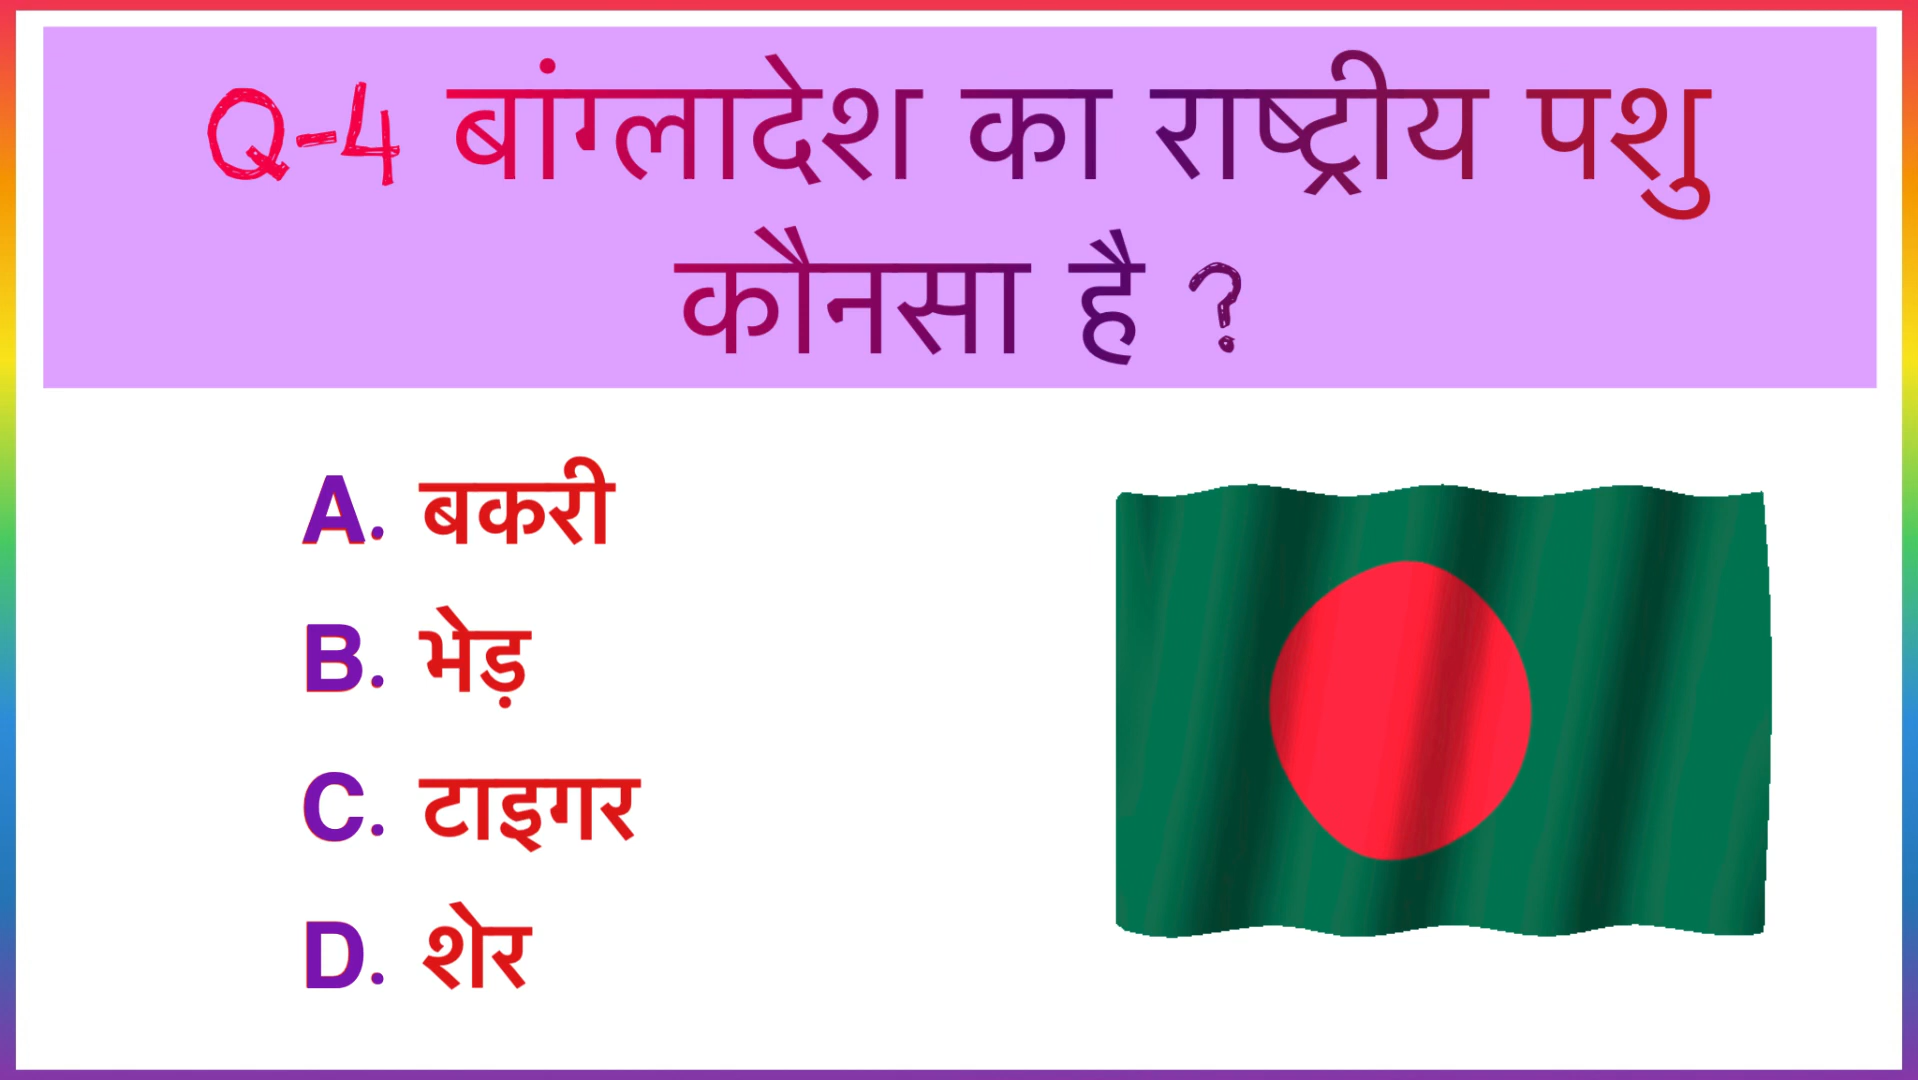 Q-4 बांग्लादेश का राष्ट्रीय पशु
कौनसा है ?
A. बकरी
B. भेड़
C. टाइगर
D. शेर